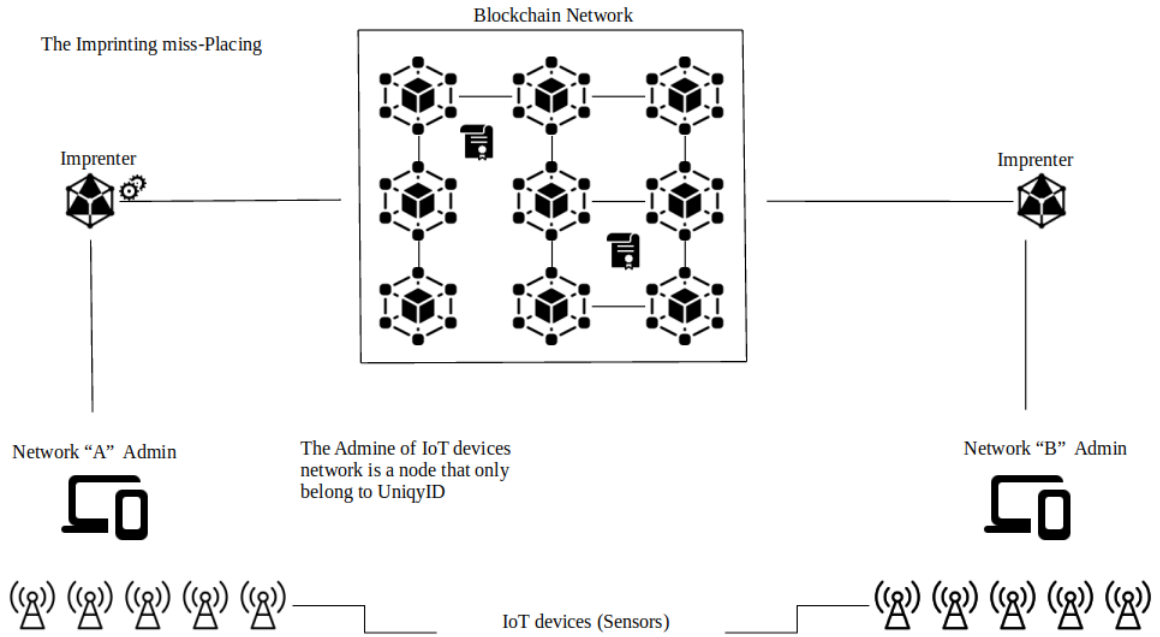 Blockchain Network
The Imprinting miss-Placing
Imprenter
Imprenter
Network “A” Admin
The Admine of IoT devices
network is a node that only
belong to UniqyID
Network “B” Admin
IoT devices (Sensors)